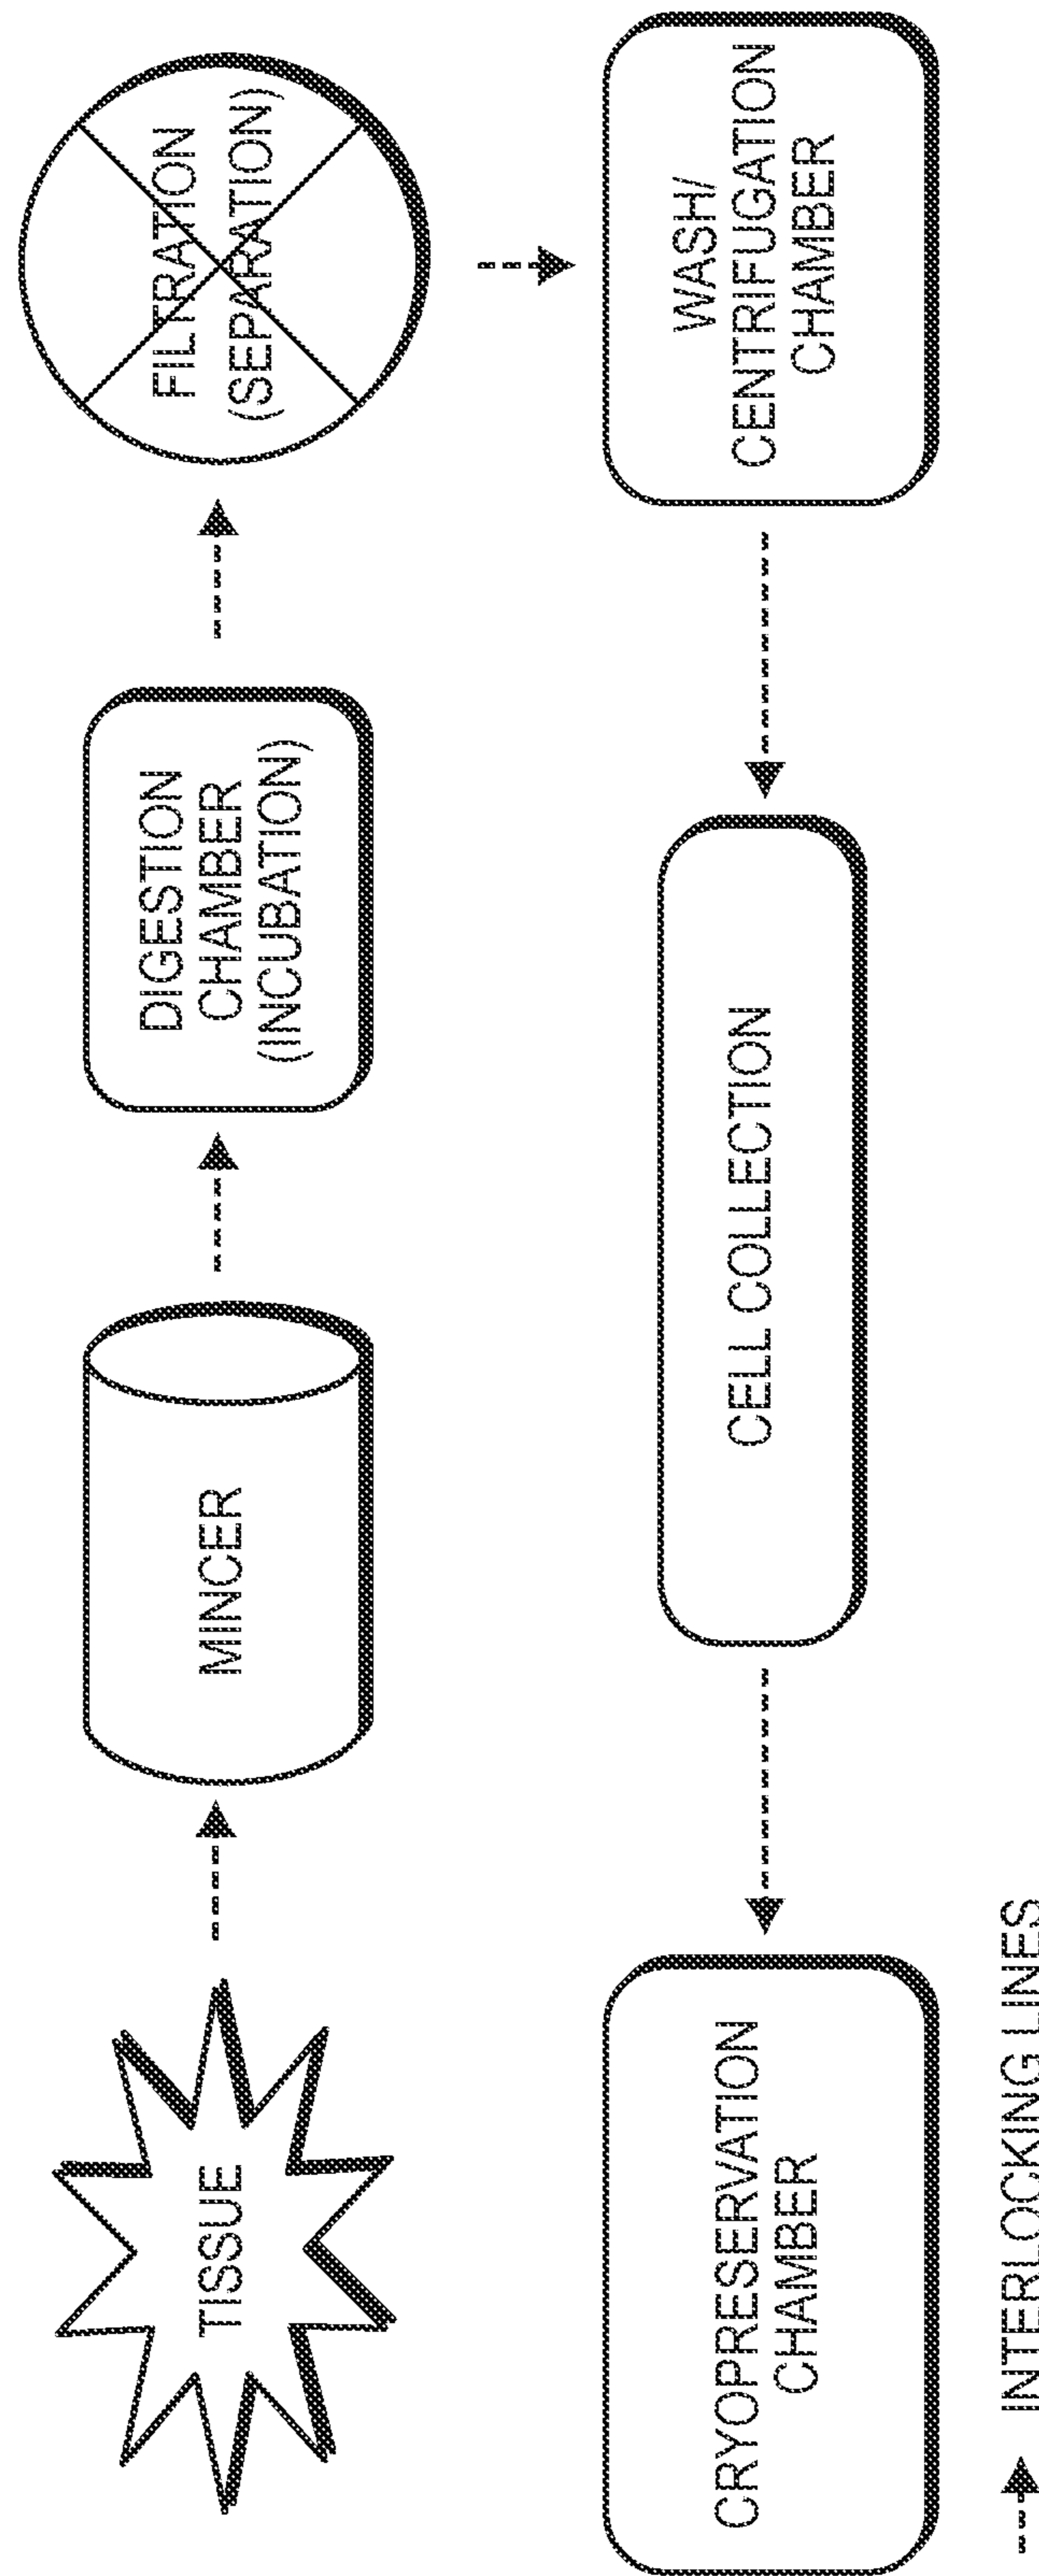 TISSUE
MINCER
DIGESTION
CHAMBER
(INCUBATION)
FILTRATION
(SEPARATION)
WASH/
CENTRIFUGATION
CHAMBER
CELL COLLECTION
CRYOPRESERVATION
CHAMBER
INTERLOCKING LINES